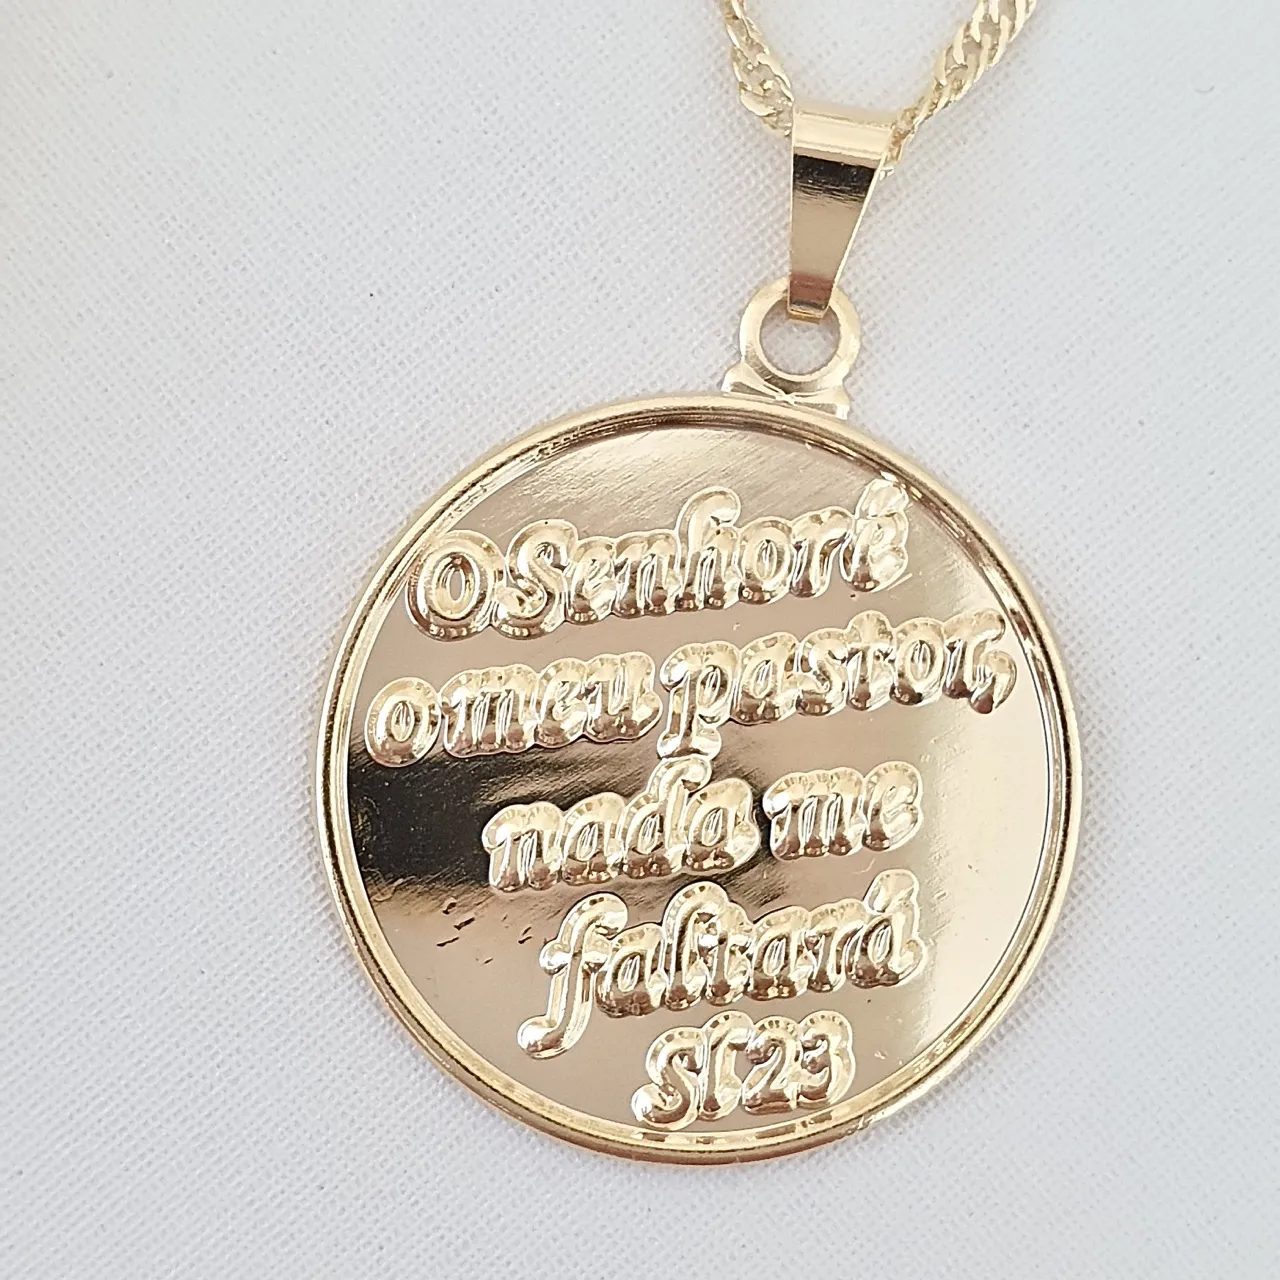 O Senhor é
o meu pastor,
nada me
faltará
Sl 23